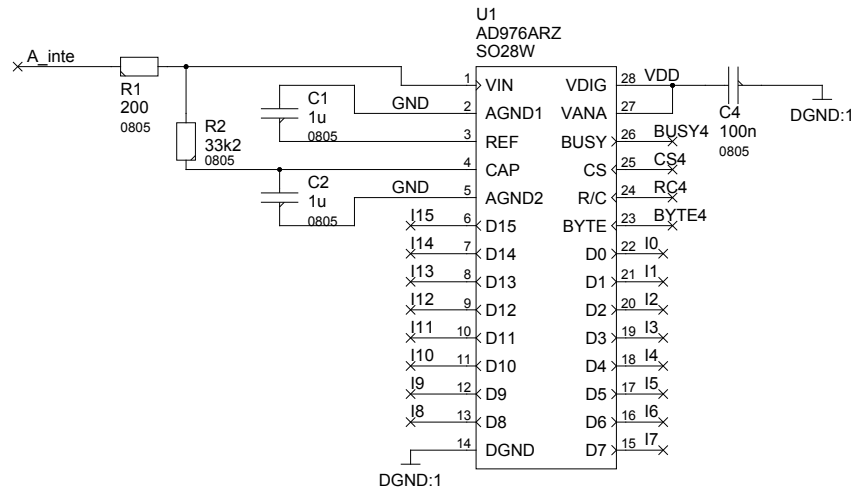 U1
AD976ARZ
SO28W
A_inte
R1
200
0805
R2
33k2
0805
C1
1u
0805
GND
C2
1u
0805
GND
1 VIN
2 AGND1
3 REF
4 CAP
5 AGND2
I15 6 D15
I14 7 D14
I13 8 D13
I12 9 D12
I11 10 D11
I10 11 D10
I9 12 D9
I8 13 D8
14 DGND
DGND:1
VDIG 28 VDD
VANA 27
BUSY 26 BUSY4
CS 25 CS4
R/C 24 RC4
BYTE 23 BYTE4
D0 22 I0
D1 21 I1
D2 20 I2
D3 19 I3
D4 18 I4
D5 17 I5
D6 16 I6
D7 15 I7
C4
100n
0805
DGND:1